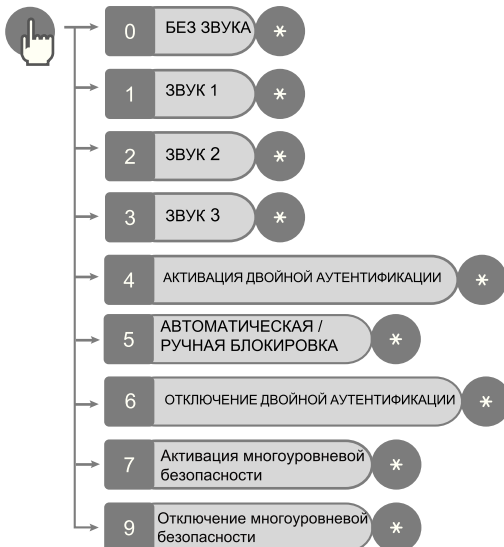 0 БЕЗ ЗВУКА *
1 ЗВУК 1 *
2 ЗВУК 2 *
3 ЗВУК 3 *
4 АКТИВАЦИЯ ДВОЙНОЙ АУТЕНТИФИКАЦИИ *
5 АВТОМАТИЧЕСКАЯ /
РУЧНАЯ БЛОКИРОВКА *
6 ОТКЛЮЧЕНИЕ ДВОЙНОЙ АУТЕНТИФИКАЦИИ *
7 Активация многоуровневой
безопасности *
9 Отключение многоуровневой
безопасности *